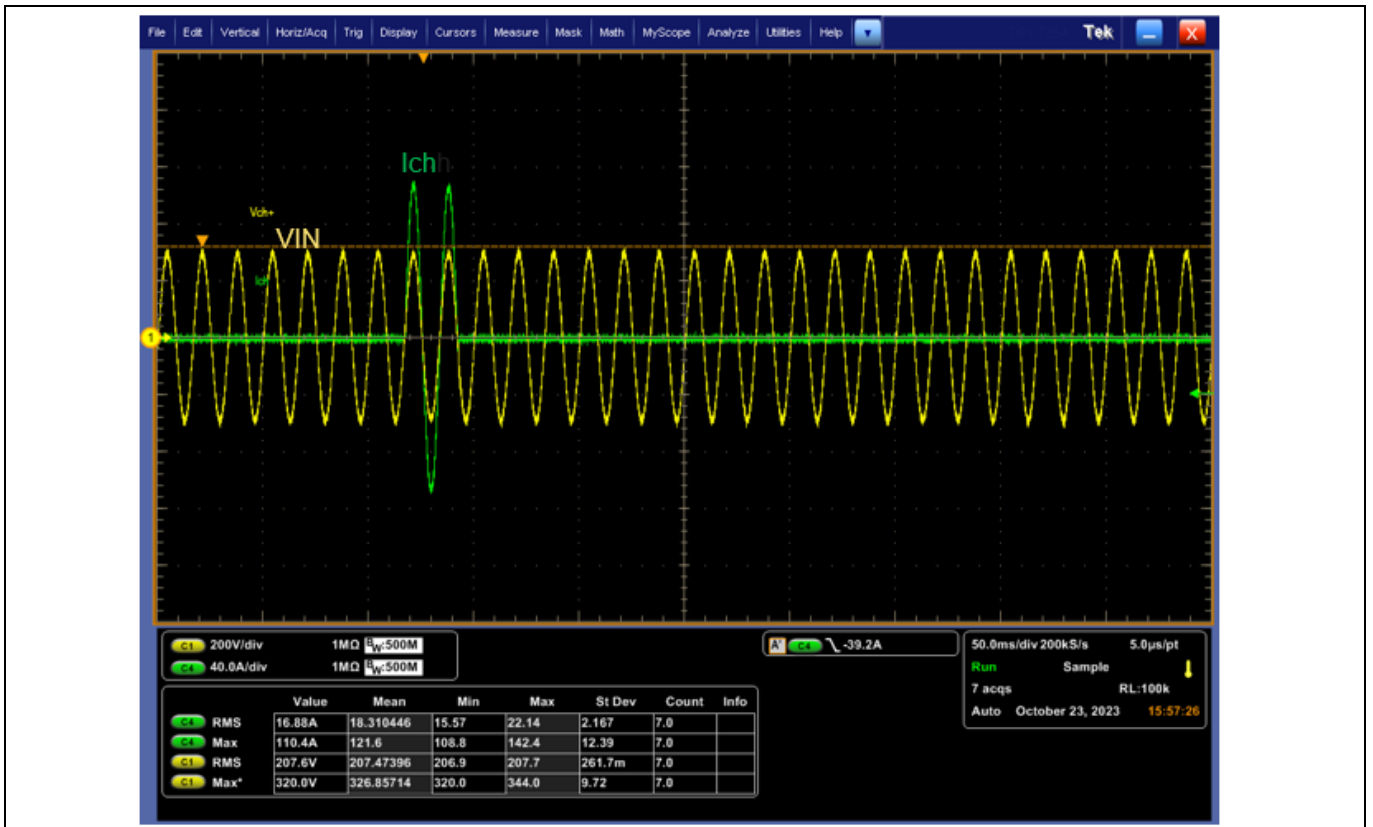 File Edit Vertical Horiz/Acq Trig Display Cursors Measure Mask Math MyScope Analyze Utilities Help Tek X
Ichh
Vch+
VIN
Ich
1
C1 200V/div 1MΩ BW:500M
C4 40.0A/div 1MΩ BW:500M
A' C4 -39.2A
50.0ms/div 200kS/s 5.0µs/pt
Run Sample
7 acqs RL:100k
Auto October 23, 2023 15:57:26
Value Mean Min Max St Dev Count Info
C4 RMS 16.88A 18.310446 15.57 22.14 2.167 7.0
C4 Max 110.4A 121.6 108.8 142.4 12.39 7.0
C1 RMS 207.6V 207.47396 206.9 207.7 261.7m 7.0
C1 Max* 320.0V 326.85714 320.0 344.0 9.72 7.0